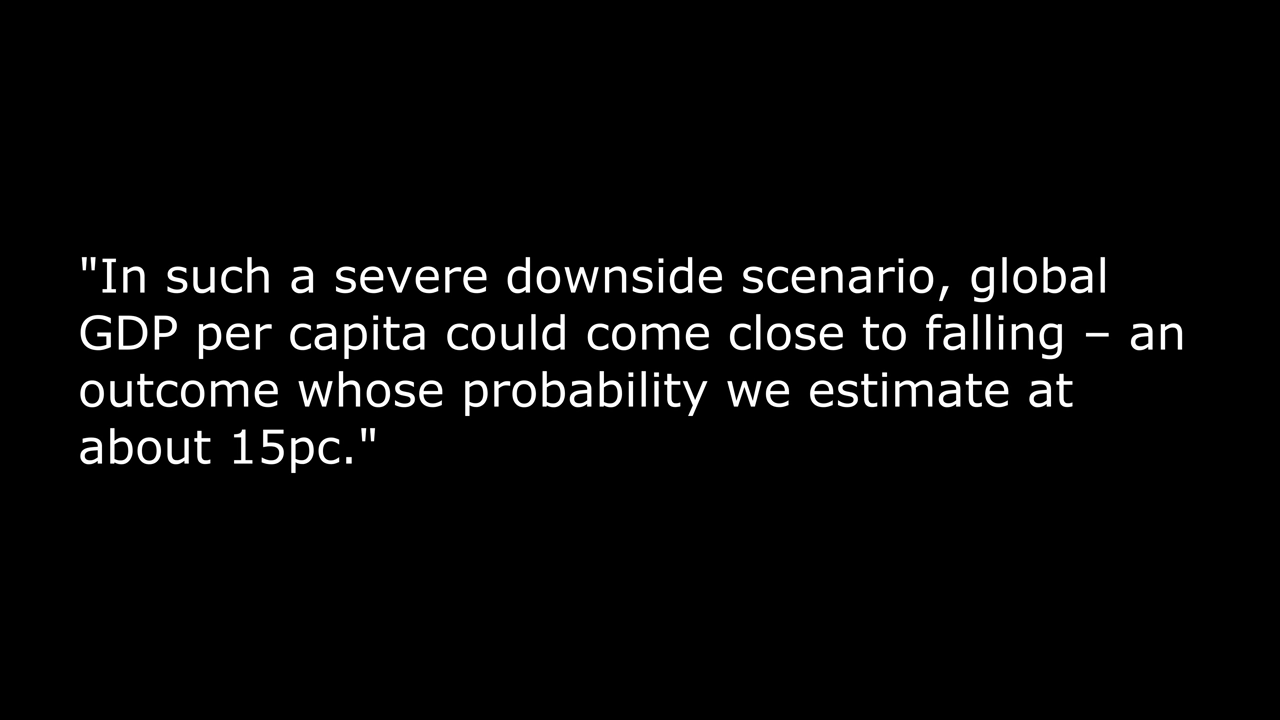 "In such a severe downside scenario, global
GDP per capita could come close to falling – an
outcome whose probability we estimate at
about 15pc."